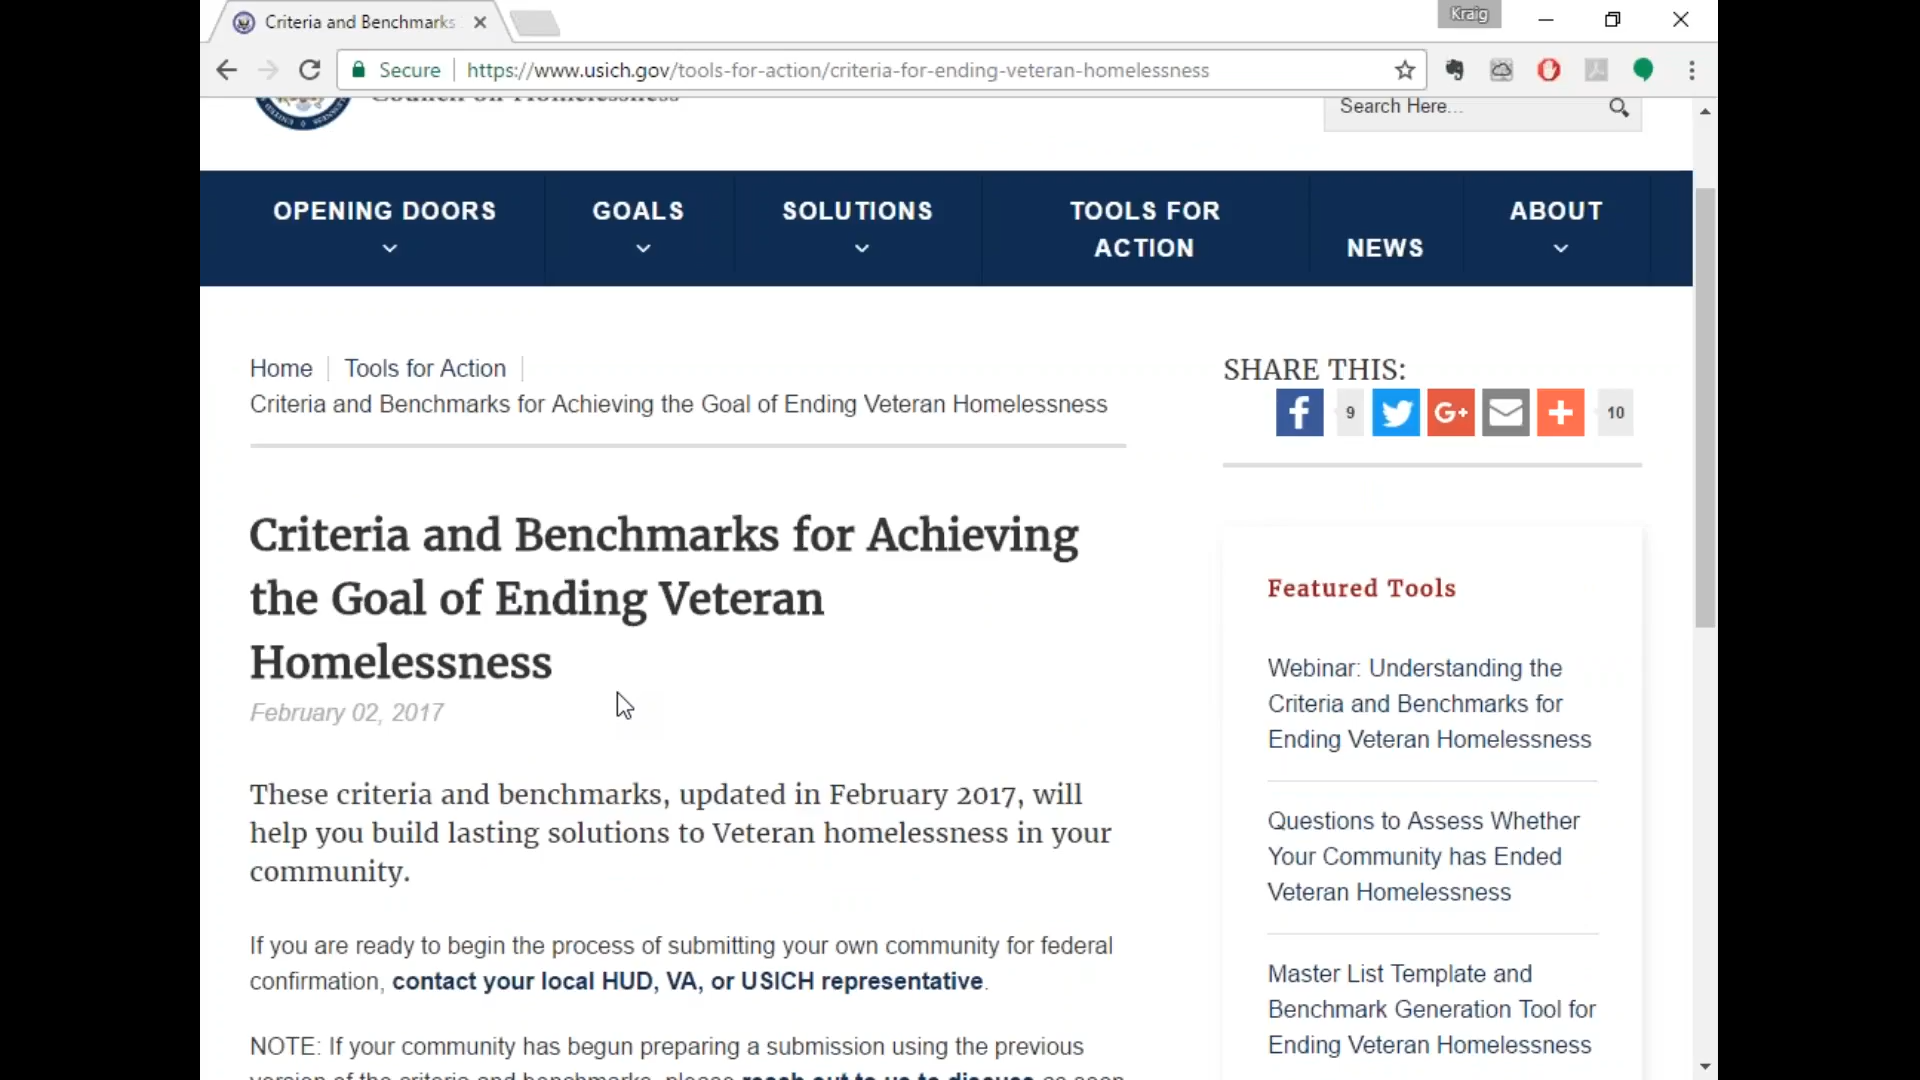 Criteria and Benchmarks
Kraig
Secure
https://www.usich.gov/tools-for-action/criteria-for-ending-veteran-homelessness
Council on Homelessness
Search Here...
OPENING DOORS
GOALS
SOLUTIONS
TOOLS FOR
ACTION
NEWS
ABOUT
Home
Tools for Action
Criteria and Benchmarks for Achieving the Goal of Ending Veteran Homelessness
SHARE THIS:
9
G+
10
Criteria and Benchmarks for Achieving
the Goal of Ending Veteran
Homelessness
February 02, 2017
These criteria and benchmarks, updated in February 2017, will
help you build lasting solutions to Veteran homelessness in your
community.
If you are ready to begin the process of submitting your own community for federal
confirmation, contact your local HUD, VA, or USICH representative.
NOTE: If your community has begun preparing a submission using the previous
version of the criteria and benchmarks, please reach out to us to discuss as soon
Featured Tools
Webinar: Understanding the
Criteria and Benchmarks for
Ending Veteran Homelessness
Questions to Assess Whether
Your Community has Ended
Veteran Homelessness
Master List Template and
Benchmark Generation Tool for
Ending Veteran Homelessness